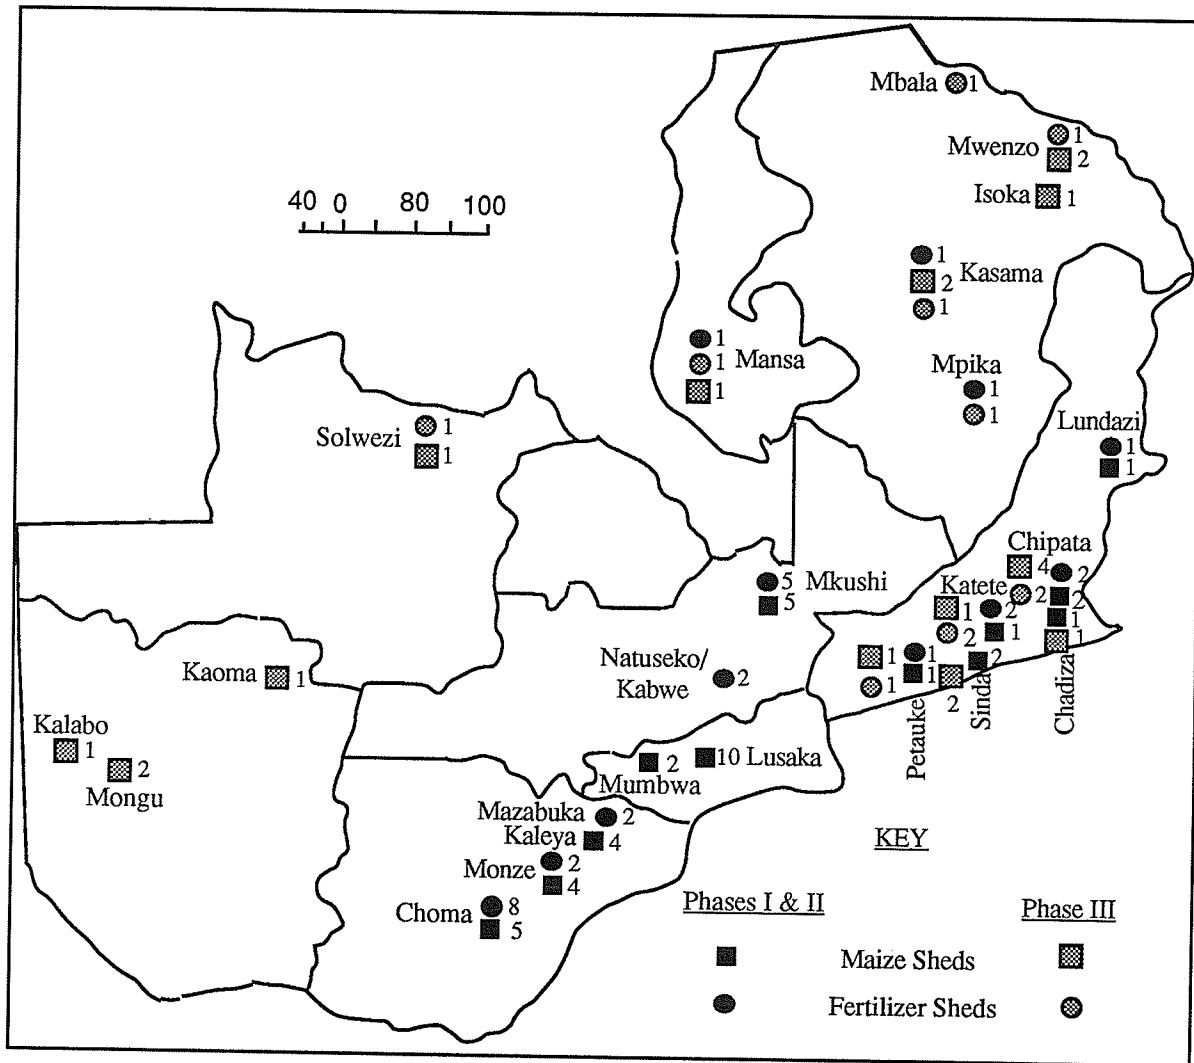 Mbala 1
1
Mwenzo 2
Isoka 1
40 0 80 100
1
2 Kasama
1
1
1 Mansa
1
Mpika
1
1
Lundazi
1
1
Solwezi 1
1
Chipata
4 2
Katete 2 2
1 2 1
2 1 1
5 Mkushi
5
Natuseko/
Kabwe 2
1 1 2
1 1 2
Petauke
Sinda
Chadiza
Kaoma 1
Kalabo
1
2
Mongu
2 10 Lusaka
Mumbwa
Mazabuka 2
Kaleya 4
Monze 2
4
Choma 8
5
KEY
Phases I & II Phase III
Maize Sheds
Fertilizer Sheds